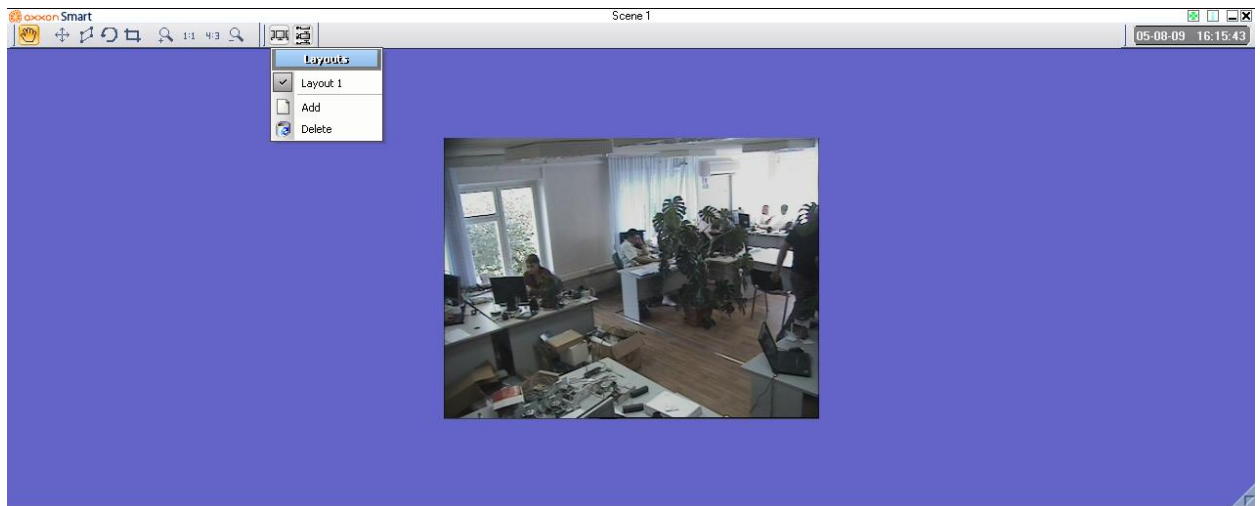 axxon Smart
Scene 1
1:1 4:3
05-08-09 16:15:43
Layouts
Layout 1
Add
Delete